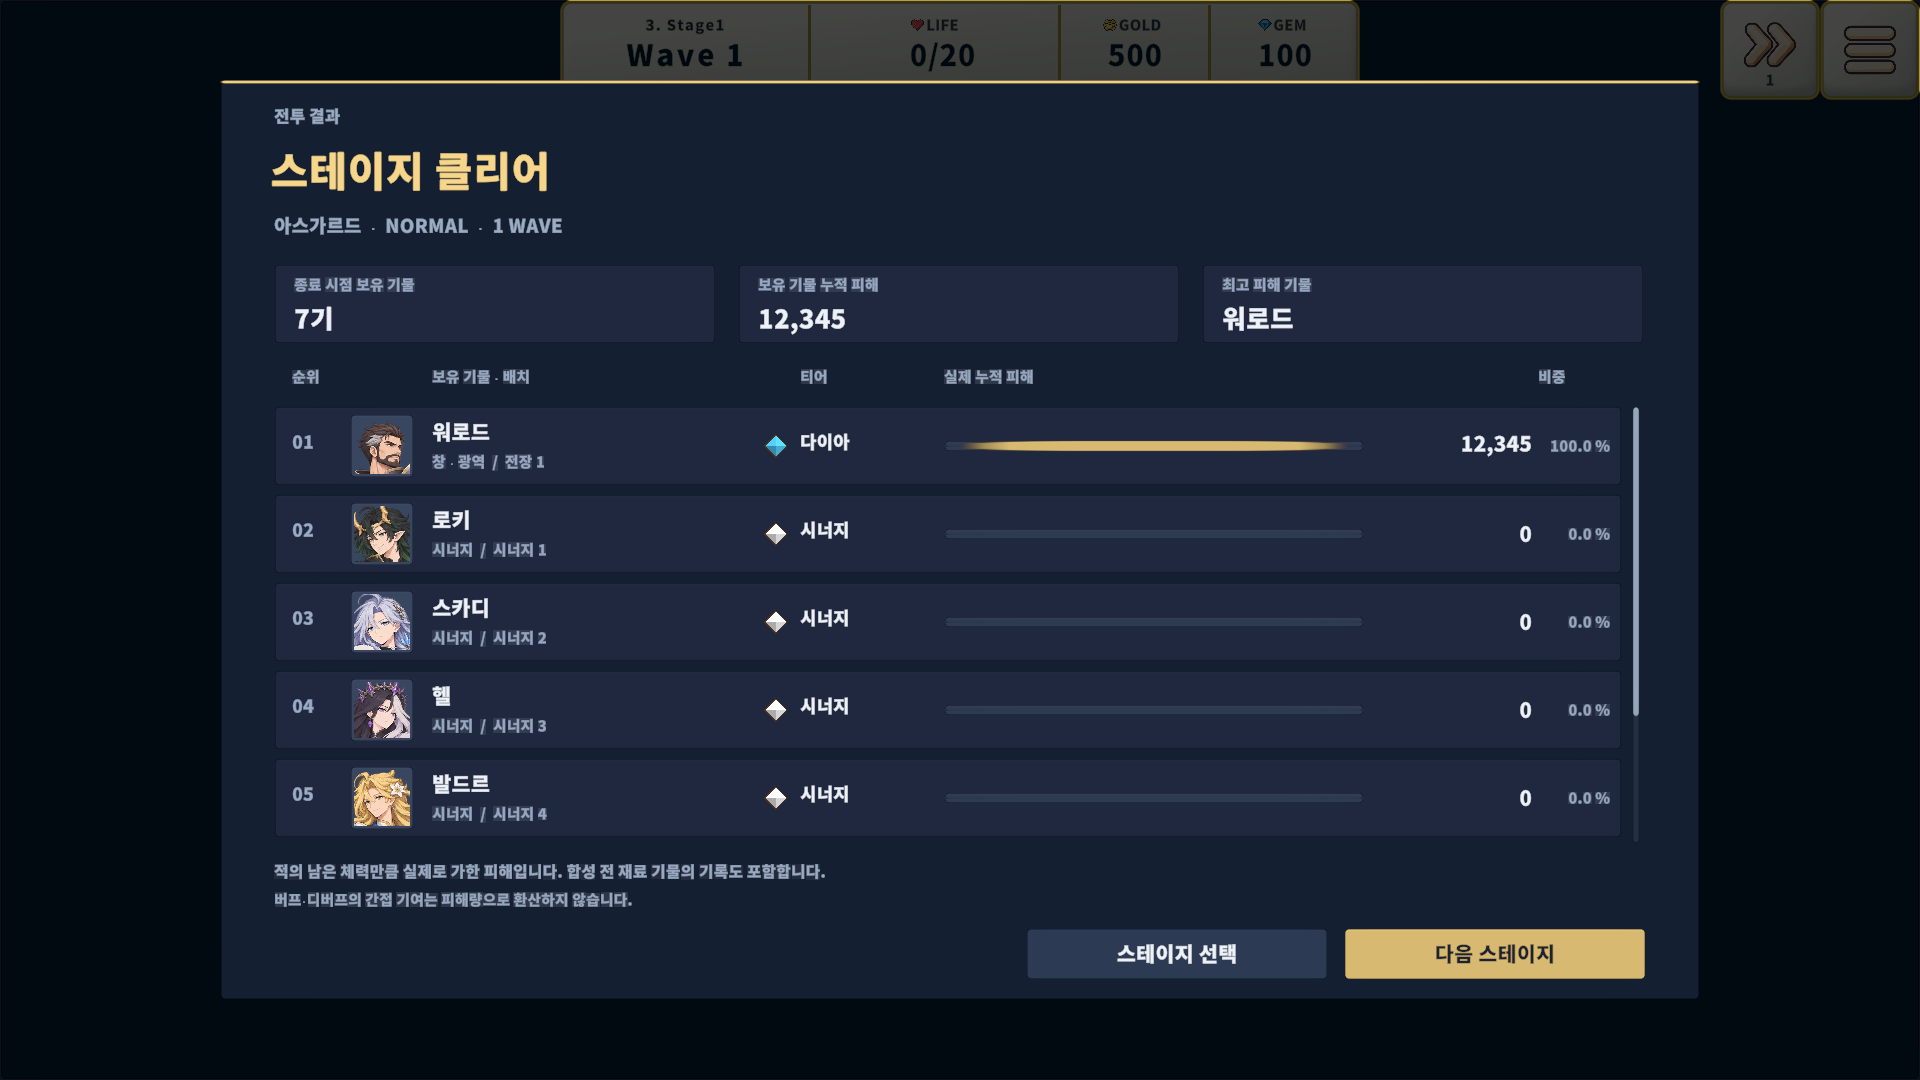 3. Stage1
Wave 1
LIFE
0/20
GOLD
500
GEM
100
1
전투 결과
스테이지 클리어
아스가르드 · NORMAL · 1 WAVE
종료 시점 보유 기물
7기
보유 기물 누적 피해
12,345
최고 피해 기물
워로드
순위 보유 기물 · 배치 티어 실제 누적 피해 비중
01 워로드 다이아 12,345 100.0 %
창 · 광역 / 전장 1
02 로키 시너지 0 0.0 %
시너지 / 시너지 1
03 스카디 시너지 0 0.0 %
시너지 / 시너지 2
04 헬 시너지 0 0.0 %
시너지 / 시너지 3
05 발드르 시너지 0 0.0 %
시너지 / 시너지 4
적의 남은 체력만큼 실제로 가한 피해입니다. 합성 전 재료 기물의 기록도 포함합니다.
버프·디버프의 간접 기여는 피해량으로 환산하지 않습니다.
스테이지 선택
다음 스테이지